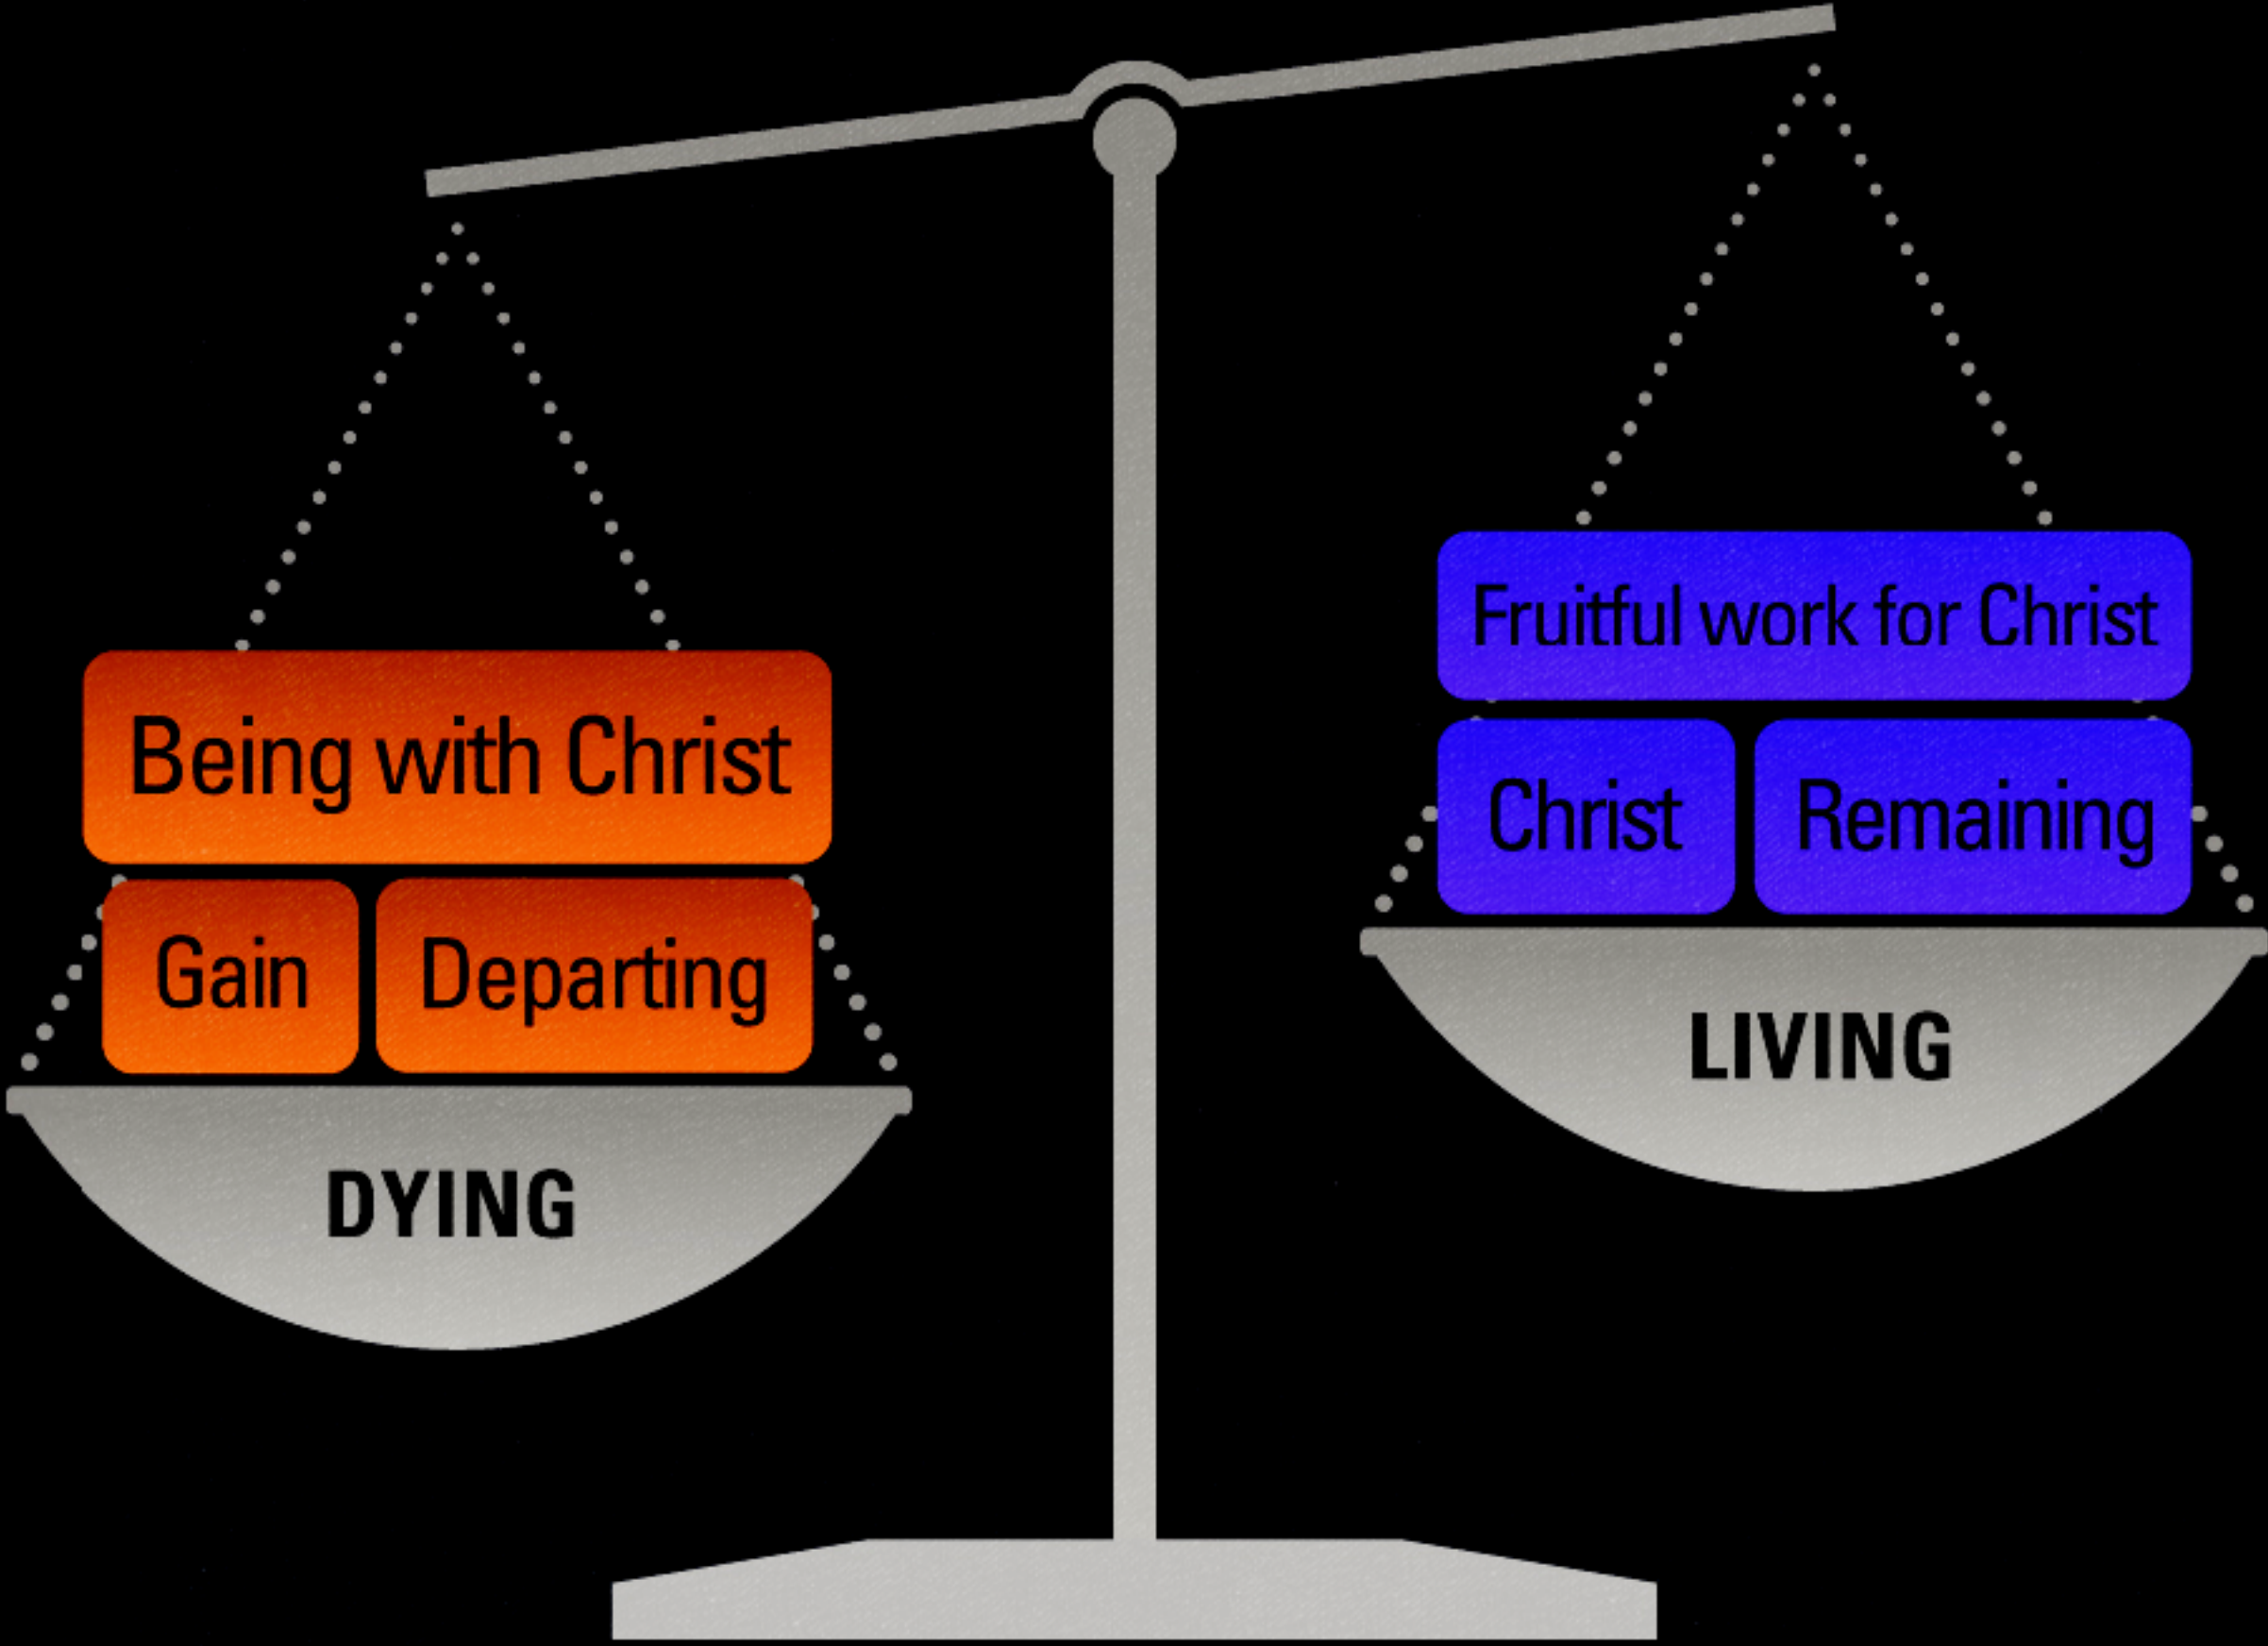 Being with Christ
Gain
Departing
DYING
Fruitful work for Christ
Christ
Remaining
LIVING